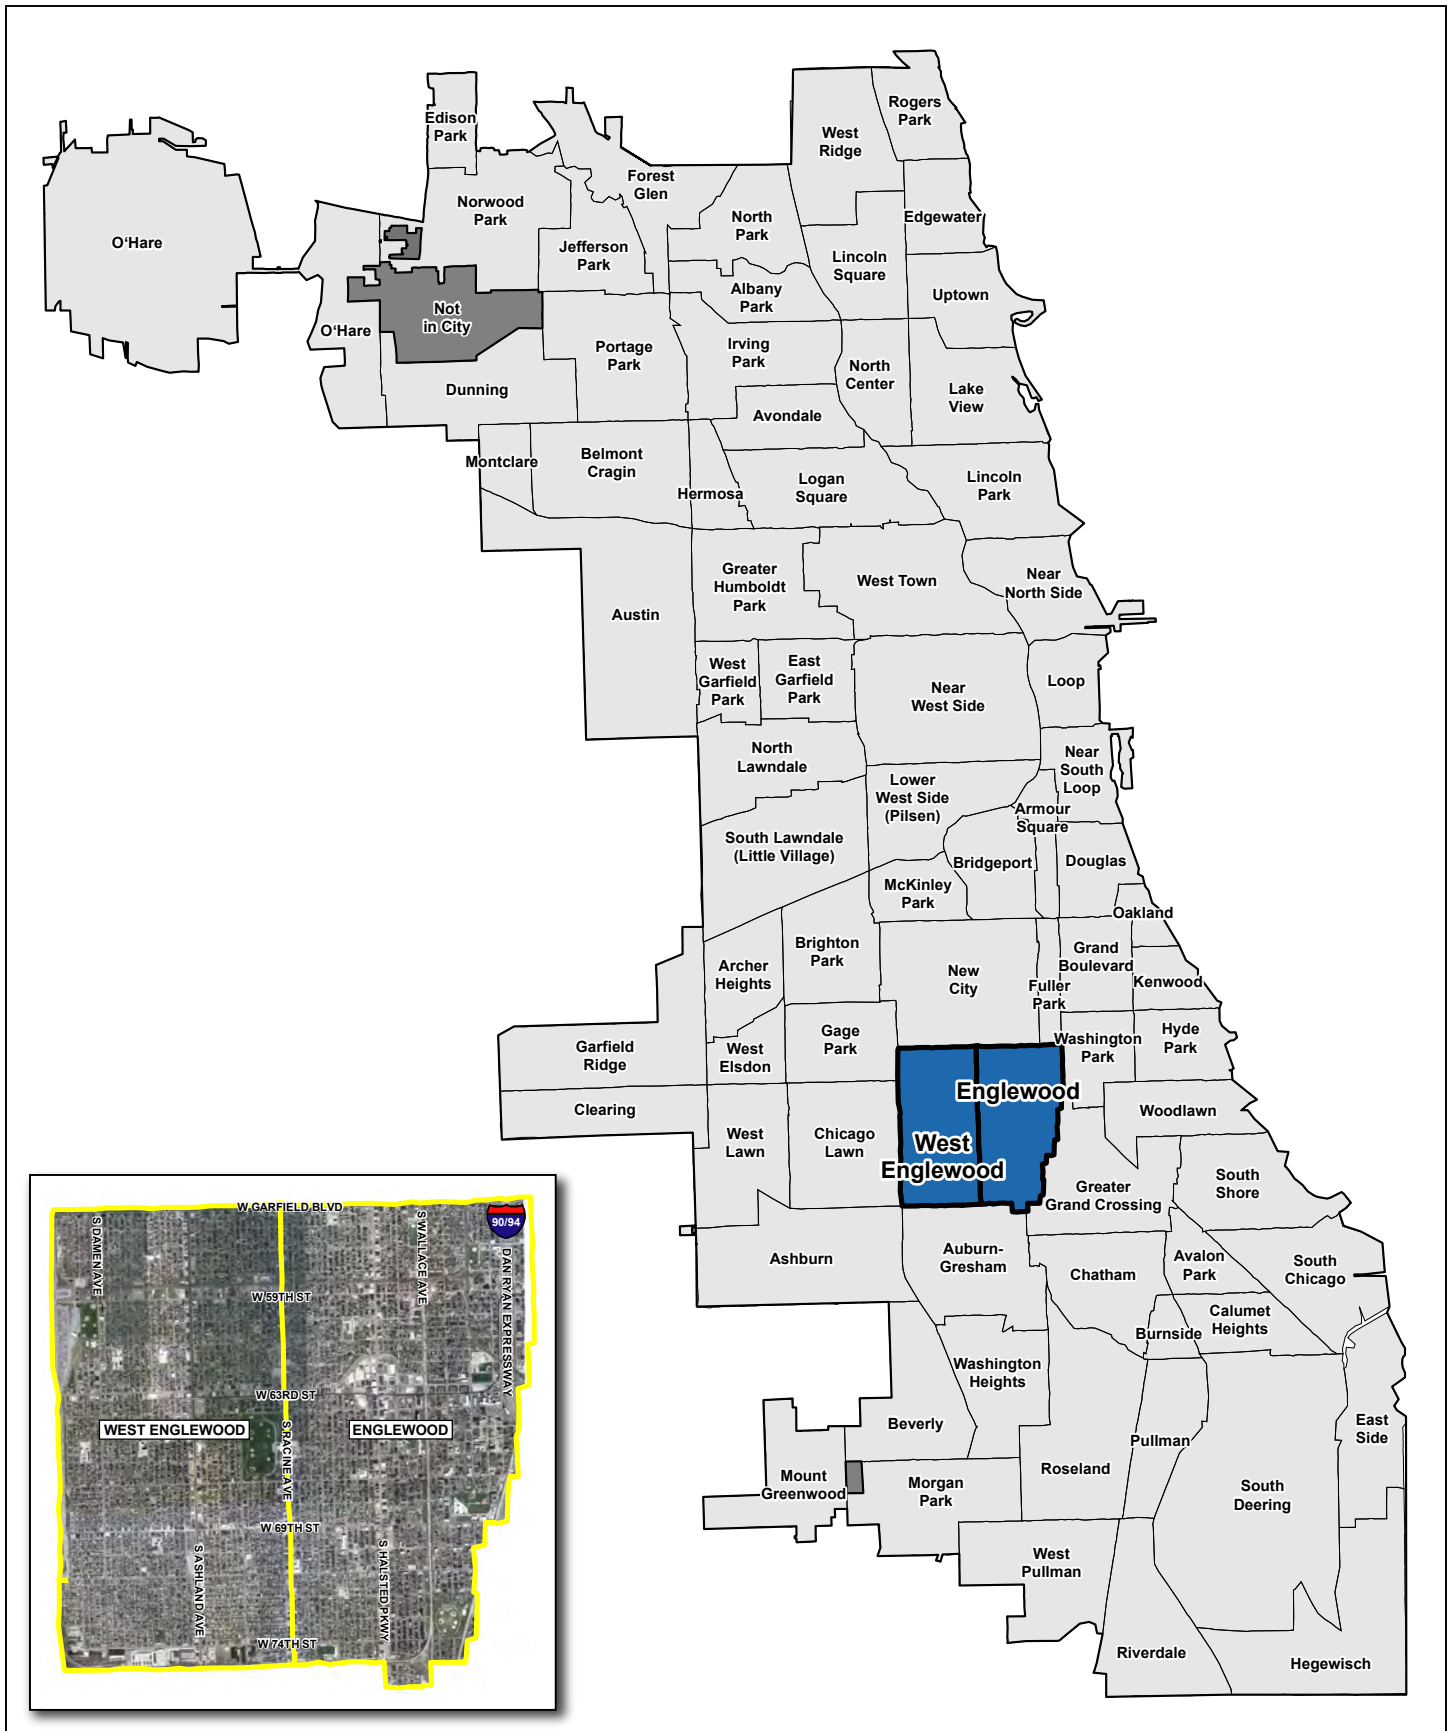 Rogers
Park
Edison
Park
West
Ridge
Forest
Glen
Norwood
Park
North
Park
Edgewater
O‘Hare
Jefferson
Park
Lincoln
Square
Albany
Park
Uptown
Not
in City
O‘Hare
Portage
Park
Irving
Park
North
Center
Lake
View
Dunning
Avondale
Montclare
Belmont
Cragin
Hermosa
Logan
Square
Lincoln
Park
Greater
Humboldt
Park
West Town
Near
North Side
Austin
West
Garfield
Park
East
Garfield
Park
Near
West Side
Loop
North
Lawndale
Near
South
Loop
Lower
West Side
(Pilsen)
Armour
Square
South Lawndale
(Little Village)
Bridgeport
Douglas
McKinley
Park
Oakland
Brighton
Park
Archer
Heights
New
City
Grand
Boulevard
Fuller
Park
Kenwood
Garfield
Ridge
West
Elsdon
Gage
Park
Washington
Park
Hyde
Park
Englewood
Clearing
Woodlawn
West
Lawn
Chicago
Lawn
West
Englewood
Greater
Grand Crossing
South
Shore
Ashburn
Auburn-
Gresham
Chatham
Avalon
Park
South
Chicago
Calumet
Heights
Burnside
Washington
Heights
Beverly
Pullman
East
Side
Mount
Greenwood
Morgan
Park
Roseland
South
Deering
West
Pullman
Riverdale
Hegewisch
W GARFIELD BLVD
90/94
S DAMEN AVE
S WALLACE AVE
DAN RYAN EXPRESSWAY
W 59TH ST
W 63RD ST
WEST ENGLEWOOD
ENGLEWOOD
S RACINE AVE
W 69TH ST
S ASHLAND AVE
S HALSTED PKWY
W 74TH ST